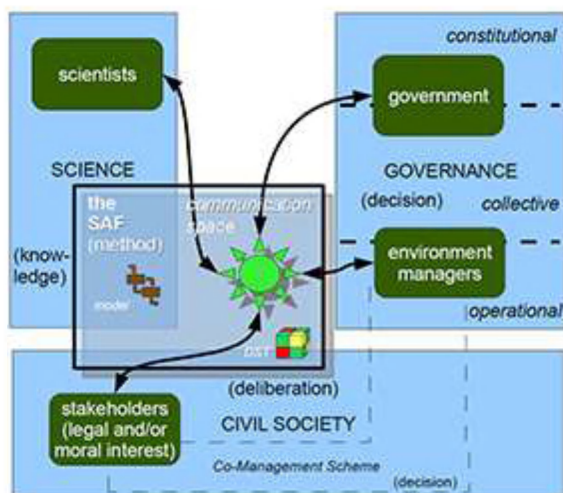 constitutional
scientists
government
SCIENCE
GOVERNANCE
(decision)
the
SAF
(method)
communication
space
collective
(know-
ledge)
environment
managers
model
operational
DST
(deliberation)
stakeholders
(legal and/or
moral interest)
CIVIL SOCIETY
Co-Management Scheme
(decision)